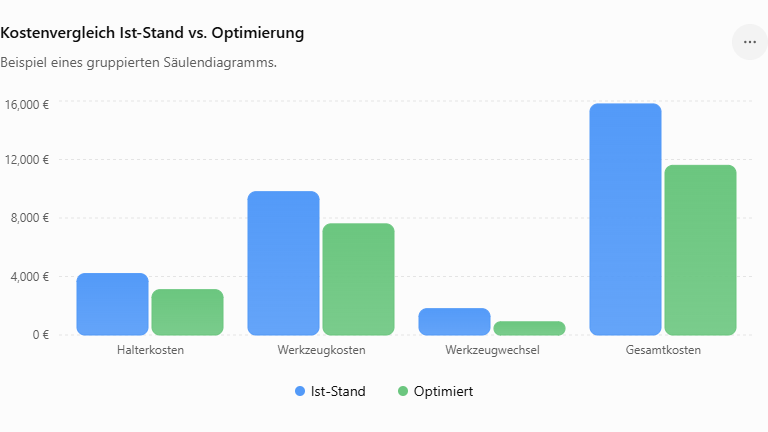 Kostenvergleich Ist-Stand vs. Optimierung
Beispiel eines gruppierten Säulendiagramms.
16,000 €
12,000 €
8,000 €
4,000 €
0 €
Halterkosten
Werkzeugkosten
Werkzeugwechsel
Gesamtkosten
Ist-Stand
Optimiert